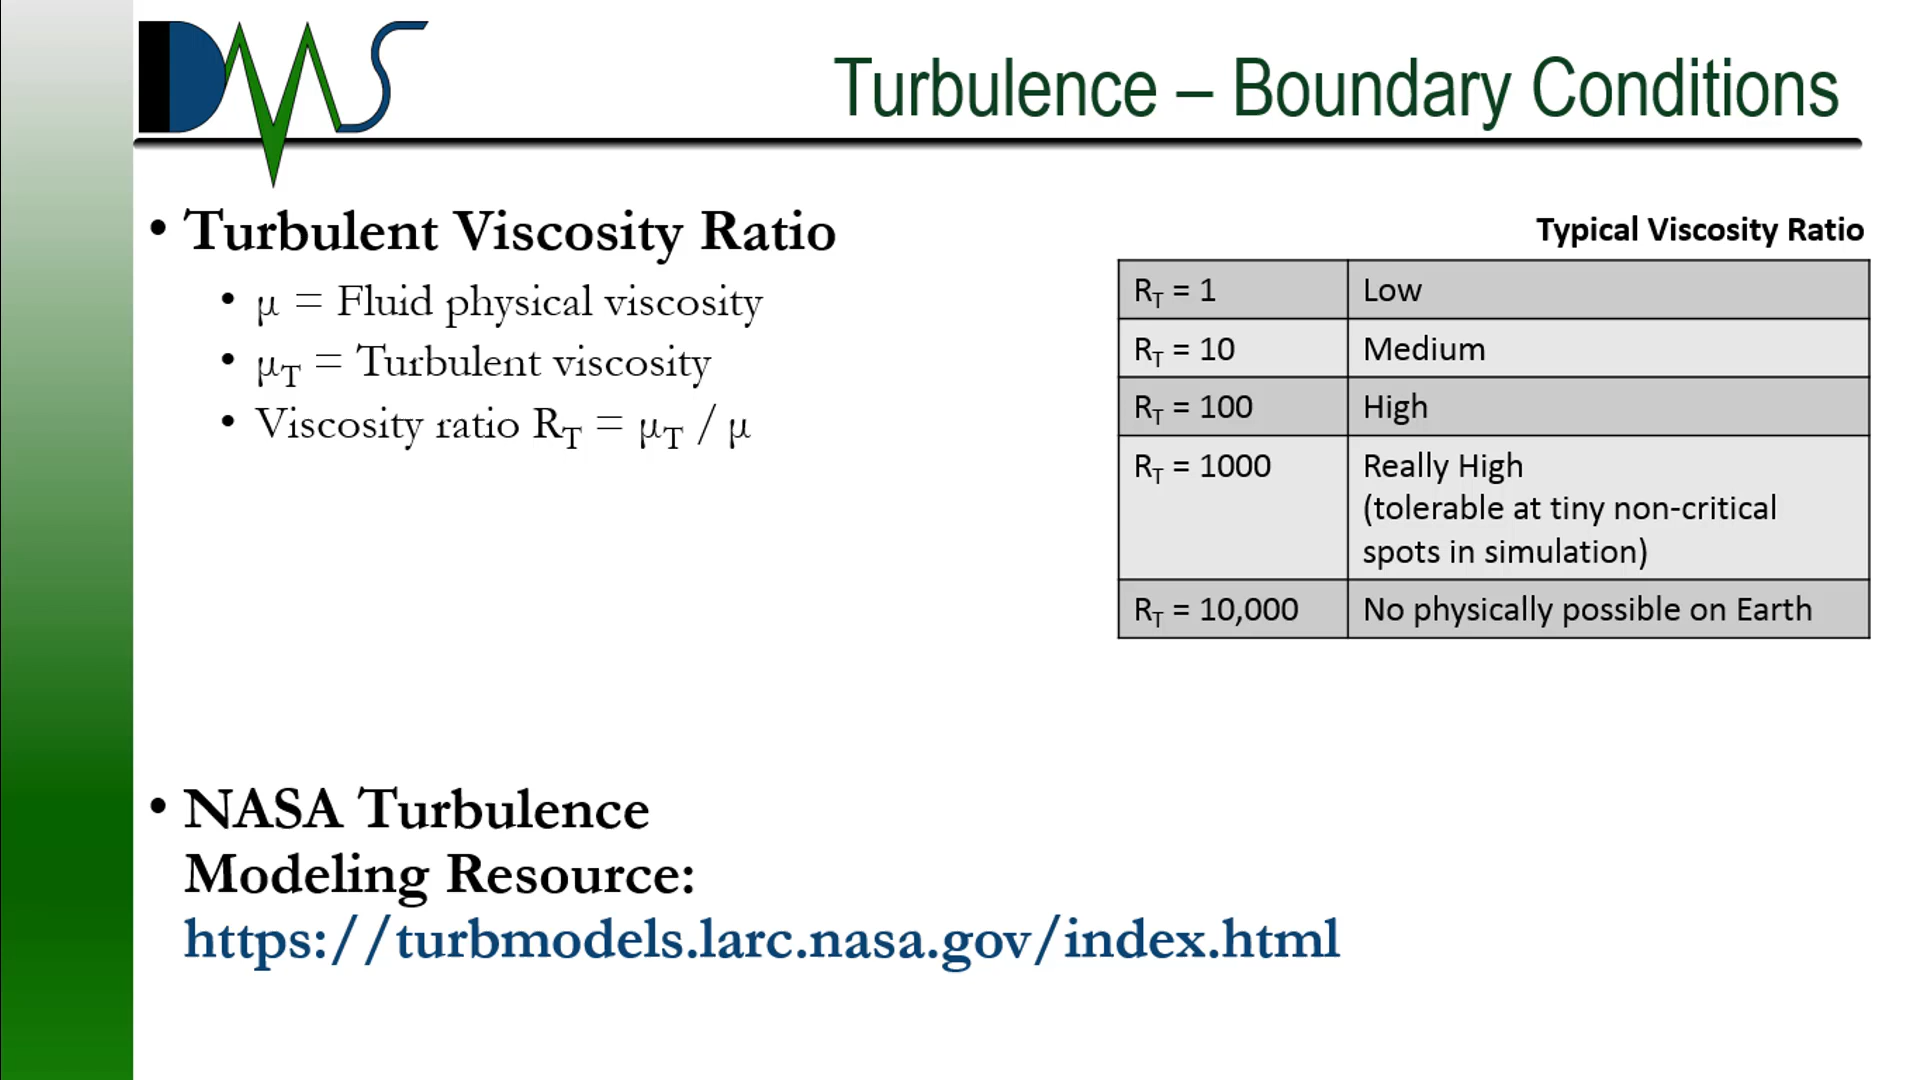 DMS
Turbulence – Boundary Conditions
• Turbulent Viscosity Ratio
• μ = Fluid physical viscosity
• μT = Turbulent viscosity
• Viscosity ratio RT = μT / μ
Typical Viscosity Ratio
RT = 1 Low
RT = 10 Medium
RT = 100 High
RT = 1000 Really High
(tolerable at tiny non-critical
spots in simulation)
RT = 10,000 No physically possible on Earth
• NASA Turbulence
Modeling Resource:
https://turbmodels.larc.nasa.gov/index.html